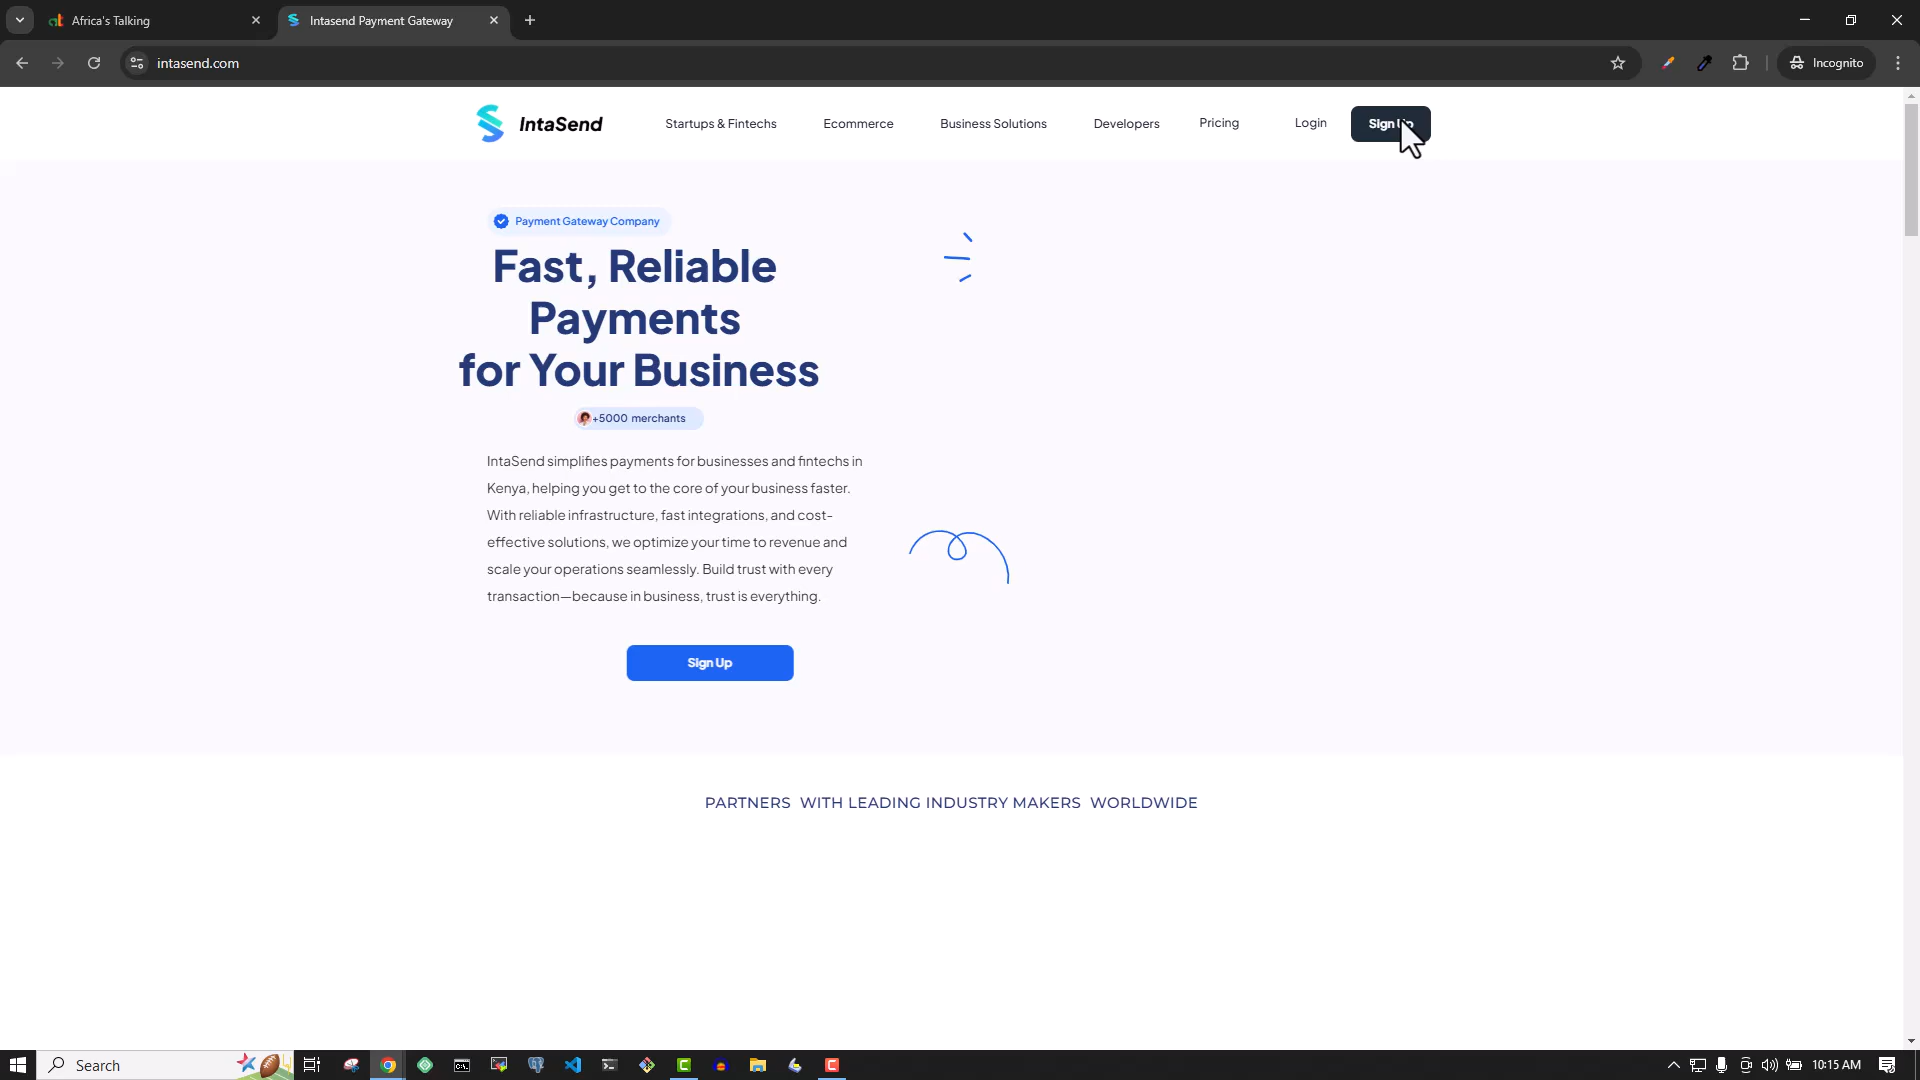 Africa's Talking
Intasend Payment Gateway
intasend.com
Incognito
IntaSend
Startups & Fintechs
Ecommerce
Business Solutions
Developers
Pricing
Login
Sign Up
Payment Gateway Company
Fast, Reliable
Payments
for Your Business
+5000 merchants
IntaSend simplifies payments for businesses and fintechs in
Kenya, helping you get to the core of your business faster.
With reliable infrastructure, fast integrations, and cost-
effective solutions, we optimize your time to revenue and
scale your operations seamlessly. Build trust with every
transaction—because in business, trust is everything.
Sign Up
PARTNERS WITH LEADING INDUSTRY MAKERS WORLDWIDE
Search
10:15 AM